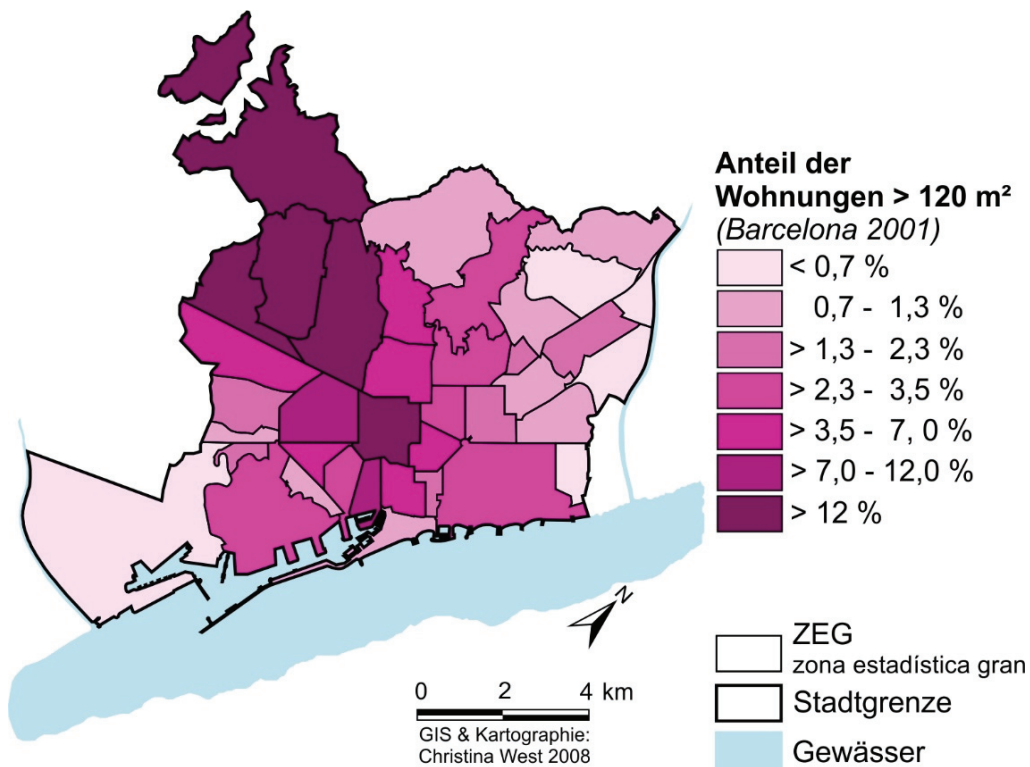 Anteil der
Wohnungen > 120 m²
(Barcelona 2001)
< 0,7 %
0,7 - 1,3 %
> 1,3 - 2,3 %
> 2,3 - 3,5 %
> 3,5 - 7, 0 %
> 7,0 - 12,0 %
> 12 %
N
0 2 4 km
GIS & Kartographie:
Christina West 2008
ZEG
zona estadística gran
Stadtgrenze
Gewässer